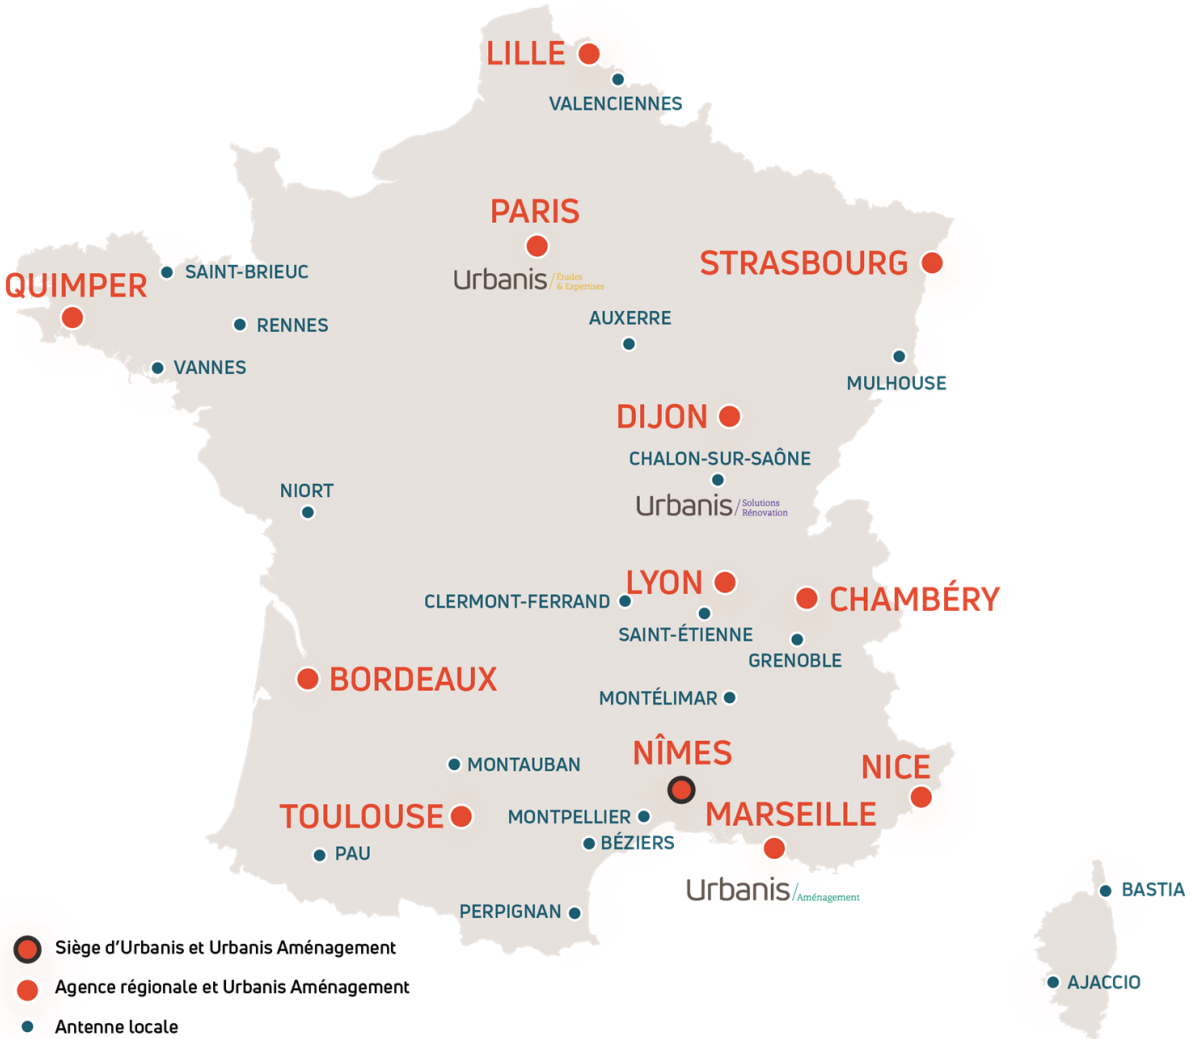 LILLE
VALENCIENNES
PARIS
Urbanis / Études
& Expertises
STRASBOURG
QUIMPER
SAINT-BRIEUC
RENNES
AUXERRE
VANNES
MULHOUSE
DIJON
CHALON-SUR-SAÔNE
Urbanis / Solutions
Rénovation
NIORT
LYON
CLERMONT-FERRAND
CHAMBÉRY
SAINT-ÉTIENNE
GRENOBLE
BORDEAUX
MONTÉLIMAR
NÎMES
MONTAUBAN
NICE
TOULOUSE
MONTPELLIER
MARSEILLE
BÉZIERS
PAU
Urbanis / Aménagement
BASTIA
PERPIGNAN
AJACCIO
Siège d'Urbanis et Urbanis Aménagement
Agence régionale et Urbanis Aménagement
Antenne locale